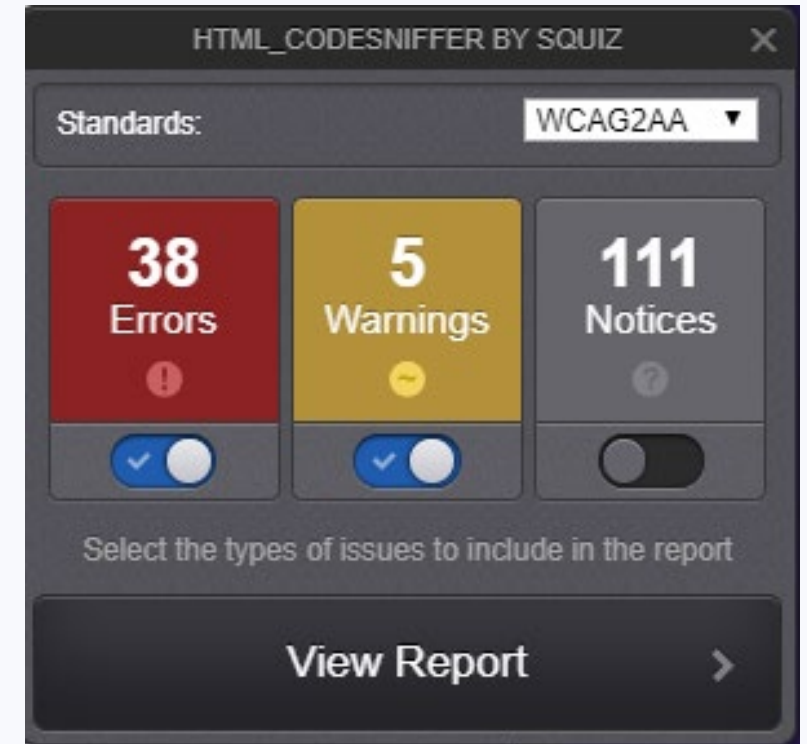 HTML_CODESNIFFER BY SQUIZ
Standards: WCAG2AA
38 5 111
Errors Warnings Notices
Select the types of issues to include in the report
View Report